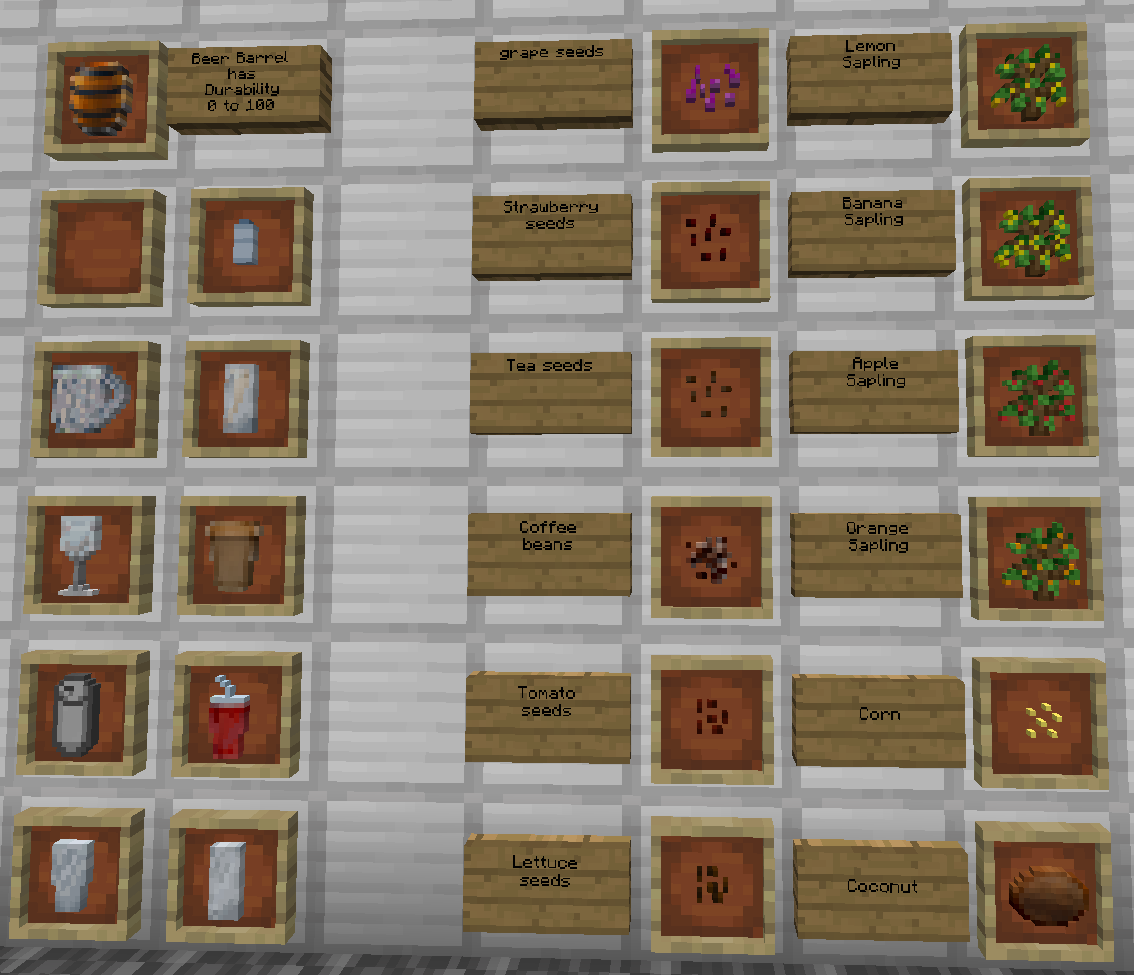 Beer Barrel
has
Durability
0 to 100
grape seeds
Lemon
Sapling
Strawberry
seeds
Banana
Sapling
Tea seeds
Apple
Sapling
Coffee
beans
Orange
Sapling
Tomato
seeds
Corn
Lettuce
seeds
Coconut